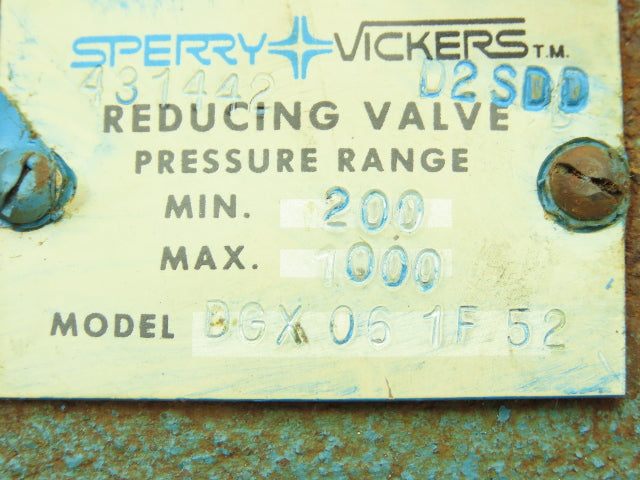 SPERRY VICKERS T.M.
431442 D2SDD
REDUCING VALVE
PRESSURE RANGE
MIN. 200
MAX. 1000
MODEL DGX 06 1F 52